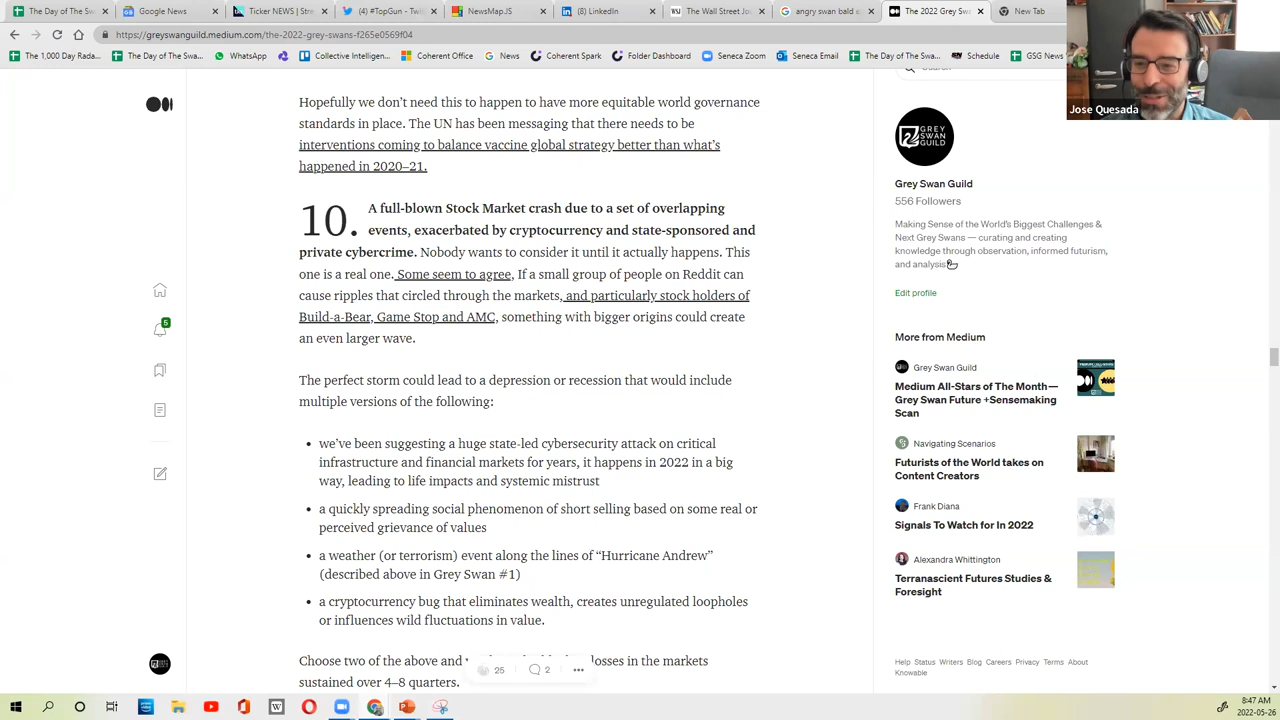 Collecti
Ticker NEWS | Stre
(4) #TopGun - Twi
NewsMapJS
(8) LinkedIn
The Wall Street Jo
angry swan bald e
The 2022 Grey Sw
New Tab
https://greyswanguild.medium.com/the-2022-grey-swans-f265e0569f04
The 1,000 Day Rada...
The Day of The Swa...
WhatsApp
The Day Of The Sw...
Collective Intelligen...
Coherent Outlook
News
Coherent Spark
Folder Dashboard
Seneca Zoom
Seneca Email
Schedule
GSG News
Jose Quesada
Hopefully we don't need this to happen to have more equitable world governance
standards in place. The UN has been messaging that there needs to be
interventions coming to balance vaccine global strategy better than what's
happened in 2020–21.
10. A full-blown Stock Market crash due to a set of overlapping
events, exacerbated by cryptocurrency and state-sponsored and
private cybercrime. Nobody wants to consider it until it actually happens. This
one is a real one. Some seem to agree, If a small group of people on Reddit can
cause ripples that circled through the markets, and particularly stock holders of
Build-a-Bear, Game Stop and AMC, something with bigger origins could create
an even larger wave.
The perfect storm could lead to a depression or recession that would include
multiple versions of the following:
• we've been suggesting a huge state-led cybersecurity attack on critical
infrastructure and financial markets for years, it happens in 2022 in a big
way, leading to life impacts and systemic mistrust
• a quickly spreading social phenomenon of short selling based on some real or
perceived grievance of values
• a weather (or terrorism) event along the lines of "Hurricane Andrew"
(described above in Grey Swan #1)
• a cryptocurrency bug that eliminates wealth, creates unregulated loopholes
or influences wild fluctuations in value.
Choose two of the above and losses in the markets
sustained over 4–8 quarters.
25
2
5
GREY
SWAN
GUILD
Grey Swan Guild
556 Followers
Making Sense of the World's Biggest Challenges &
Next Grey Swans — curating and creating
knowledge through observation, informed futurism,
and analysis
Edit profile
More from Medium
Grey Swan Guild
Medium All-Stars of The Month —
Grey Swan Future +Sensemaking
Scan
Navigating Scenarios
Futurists of the World takes on
Content Creators
Frank Diana
Signals To Watch for In 2022
Alexandra Whittington
Terranascient Futures Studies &
Foresight
Help Status Writers Blog Careers Privacy Terms About
Knowable
8:47 AM
2022-05-26